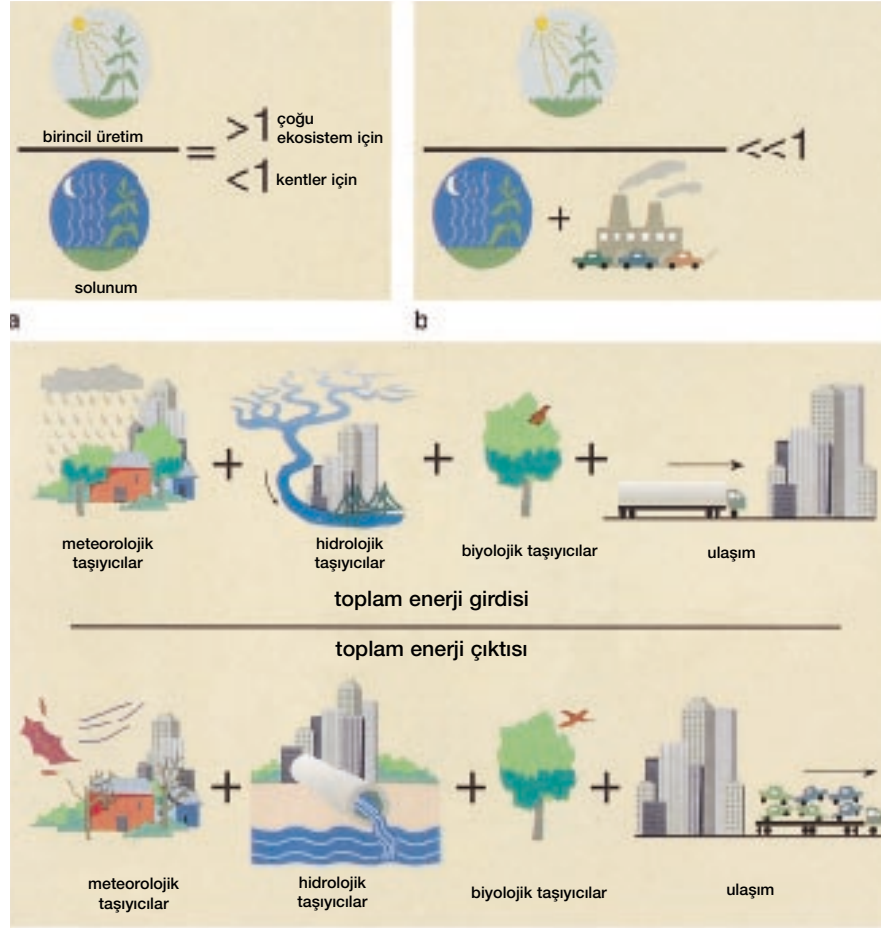 birincil üretim
solunum
=
>1 çoğu
ekosistem için
<1 kentler için
a
+
<<1
b
+
+
+
meteorolojik
taşıyıcılar
hidrolojik
taşıyıcılar
biyolojik taşıyıcılar
ulaşım
toplam enerji girdisi
toplam enerji çıktısı
+
+
+
meteorolojik
taşıyıcılar
hidrolojik
taşıyıcılar
biyolojik taşıyıcılar
ulaşım